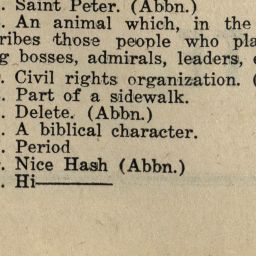 . Saint Peter. (Abbn.)
. An animal which, in the
ribes those people who pla
g bosses, admirals, leaders, e
. Civil rights organization. (
. Part of a sidewalk.
. Delete. (Abbn.)
. A biblical character.
. Period
. Nice Hash (Abbn.)
. Hi———